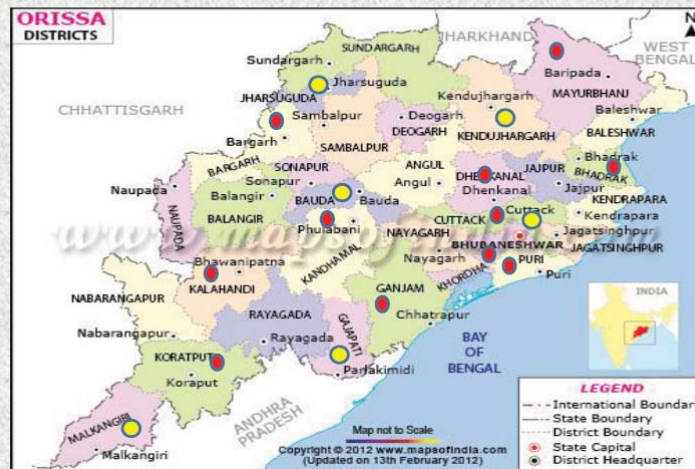 ORISSA
DISTRICTS
N
JHARKHAND
WEST
BENGAL
CHHATTISGARH
SUNDARGARH
Sundargarh
Baripada
MAYURBHANJ
Jharsuguda
JHARSUGUDA
Kendujhargarh
Baleshwar
Sambalpur
Deogarh
DEOGARH
KENDUJHARGARH
BALESHWAR
Bargarh
SAMBALPUR
BARGARH
ANGUL
Bhadrak
BHADRAK
SONAPUR
DHENKANAL
JAJPUR
Naupada
Sonapur
Angul
Jajpur
Balangir
BAUDA
Bauda
Dhenkanal
KENDRAPARA
NAUPADA
BALANGIR
Phulabani
CUTTACK
Cuttack
Kendrapara
NAYAGARH
Jagatsinghpur
www.mapsofindia.com
BHUBANESHWAR
JAGATSINGHPUR
KANDHAMAL
Nayagarh
PURI
Bhawanipatna
KHORDHA
Puri
KALAHANDI
NABARANGAPUR
GANJAM
RAYAGADA
Chhatrapur
INDIA
Nabarangapur
Rayagada
GAJAPATI
BAY
OF
BENGAL
KORATPUT
Koraput
Parlakimidi
MALKANGIRI
ANDHRA
PRADESH
Malkangiri
Map not to Scale
Copyright © 2012 www.mapsofindia.com
(Updated on 13th February 2012)
LEGEND
International Boundary
State Boundary
District Boundary
State Capital
District Headquarter